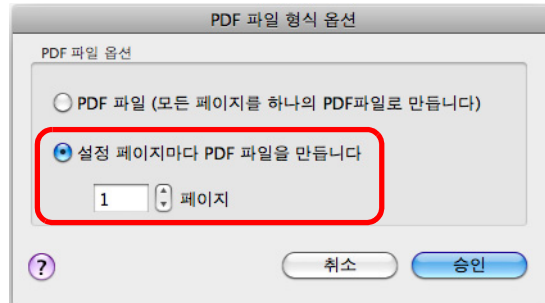 PDF 파일 형식 옵션
PDF 파일 옵션
PDF 파일 (모든 페이지를 하나의 PDF파일로 만듭니다)
설정 페이지마다 PDF 파일을 만듭니다
1 페이지
? 취소 승인